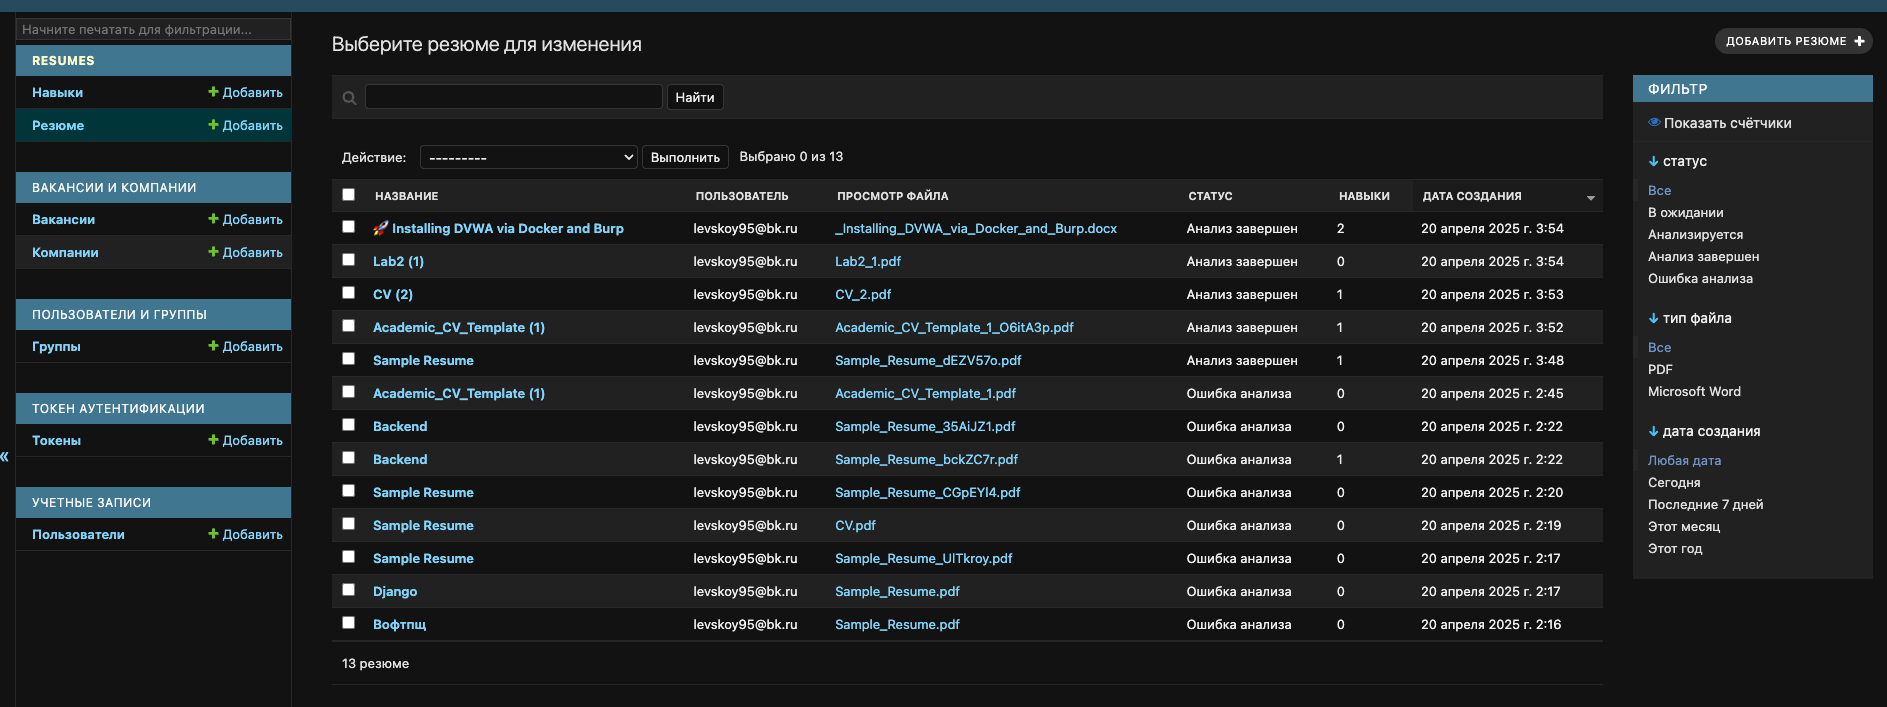 Начните печатать для фильтрации...
RESUMES
Навыки + Добавить
Резюме + Добавить
ВАКАНСИИ И КОМПАНИИ
Вакансии + Добавить
Компании + Добавить
ПОЛЬЗОВАТЕЛИ И ГРУППЫ
Группы + Добавить
ТОКЕН АУТЕНТИФИКАЦИИ
Токены + Добавить
УЧЕТНЫЕ ЗАПИСИ
Пользователи + Добавить
«
Выберите резюме для изменения
ДОБАВИТЬ РЕЗЮМЕ +
Найти
Действие: --------- Выполнить Выбрано 0 из 13
НАЗВАНИЕ ПОЛЬЗОВАТЕЛЬ ПРОСМОТР ФАЙЛА СТАТУС НАВЫКИ ДАТА СОЗДАНИЯ
🚀 Installing DVWA via Docker and Burp levskoy95@bk.ru _Installing_DVWA_via_Docker_and_Burp.docx Анализ завершен 2 20 апреля 2025 г. 3:54
Lab2 (1) levskoy95@bk.ru Lab2_1.pdf Анализ завершен 0 20 апреля 2025 г. 3:54
CV (2) levskoy95@bk.ru CV_2.pdf Анализ завершен 1 20 апреля 2025 г. 3:53
Academic_CV_Template (1) levskoy95@bk.ru Academic_CV_Template_1_O6itA3p.pdf Анализ завершен 1 20 апреля 2025 г. 3:52
Sample Resume levskoy95@bk.ru Sample_Resume_dEZV57o.pdf Анализ завершен 1 20 апреля 2025 г. 3:48
Academic_CV_Template (1) levskoy95@bk.ru Academic_CV_Template_1.pdf Ошибка анализа 0 20 апреля 2025 г. 2:45
Backend levskoy95@bk.ru Sample_Resume_35AiJZ1.pdf Ошибка анализа 0 20 апреля 2025 г. 2:22
Backend levskoy95@bk.ru Sample_Resume_bckZC7r.pdf Ошибка анализа 1 20 апреля 2025 г. 2:22
Sample Resume levskoy95@bk.ru Sample_Resume_CGpEYI4.pdf Ошибка анализа 0 20 апреля 2025 г. 2:20
Sample Resume levskoy95@bk.ru CV.pdf Ошибка анализа 0 20 апреля 2025 г. 2:19
Sample Resume levskoy95@bk.ru Sample_Resume_UlTkroy.pdf Ошибка анализа 0 20 апреля 2025 г. 2:17
Django levskoy95@bk.ru Sample_Resume.pdf Ошибка анализа 0 20 апреля 2025 г. 2:17
Вофтпщ levskoy95@bk.ru Sample_Resume.pdf Ошибка анализа 0 20 апреля 2025 г. 2:16
13 резюме
ФИЛЬТР
Показать счётчики
↓ статус
Все
В ожидании
Анализируется
Анализ завершен
Ошибка анализа
↓ тип файла
Все
PDF
Microsoft Word
↓ дата создания
Любая дата
Сегодня
Последние 7 дней
Этот месяц
Этот год